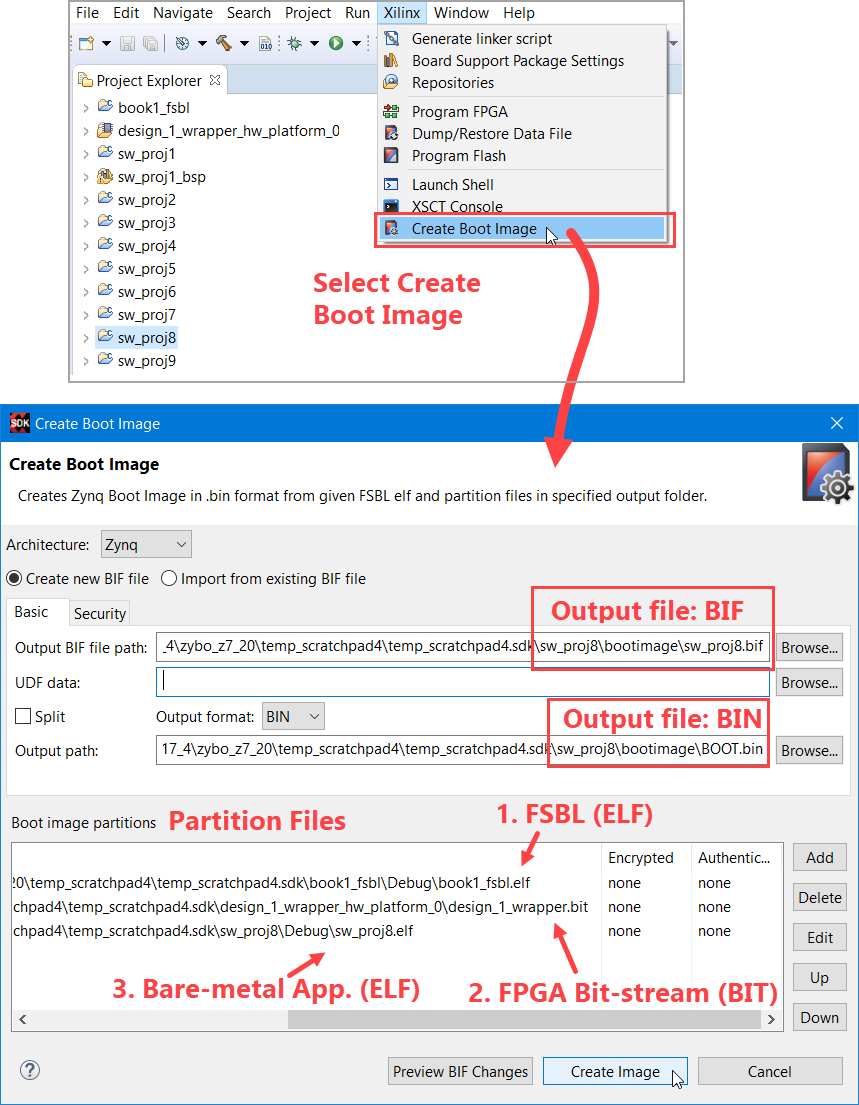 File Edit Navigate Search Project Run Xilinx Window Help
Generate linker script
Board Support Package Settings
Repositories
Program FPGA
Dump/Restore Data File
Program Flash
Launch Shell
XSCT Console
Create Boot Image
Project Explorer
book1_fsbl
design_1_wrapper_hw_platform_0
sw_proj1
sw_proj1_bsp
sw_proj2
sw_proj3
sw_proj4
sw_proj5
sw_proj6
sw_proj7
sw_proj8
sw_proj9
Select Create
Boot Image
SDK Create Boot Image
Create Boot Image
Creates Zynq Boot Image in .bin format from given FSBL elf and partition files in specified output folder.
Architecture: Zynq
Create new BIF file Import from existing BIF file
Basic Security
Output file: BIF
Output BIF file path: _4\zybo_z7_20\temp_scratchpad4\temp_scratchpad4.sdk\sw_proj8\bootimage\sw_proj8.bif Browse...
UDF data: Browse...
Split Output format: BIN
Output file: BIN
Output path: 17_4\zybo_z7_20\temp_scratchpad4\temp_scratchpad4.sdk\sw_proj8\bootimage\BOOT.bin Browse...
Boot image partitions Partition Files
1. FSBL (ELF)
Encrypted Authentic... Add
20\temp_scratchpad4\temp_scratchpad4.sdk\book1_fsbl\Debug\book1_fsbl.elf none none
Delete
chpad4\temp_scratchpad4.sdk\design_1_wrapper_hw_platform_0\design_1_wrapper.bit none none
chpad4\temp_scratchpad4.sdk\sw_proj8\Debug\sw_proj8.elf none none
Edit
Up
3. Bare-metal App. (ELF)
2. FPGA Bit-stream (BIT)
Down
? Preview BIF Changes Create Image Cancel